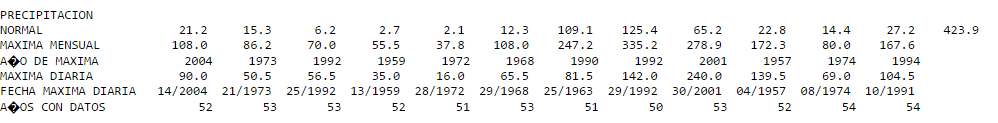 PRECIPITACION
NORMAL 21.2 15.3 6.2 2.7 2.1 12.3 109.1 125.4 65.2 22.8 14.4 27.2 423.9
MAXIMA MENSUAL 108.0 86.2 70.0 55.5 37.8 108.0 247.2 335.2 278.9 172.3 80.0 167.6
A�O DE MAXIMA 2004 1973 1992 1959 1972 1968 1990 1992 2001 1957 1974 1994
MAXIMA DIARIA 90.0 50.5 56.5 35.0 16.0 65.5 81.5 142.0 240.0 139.5 69.0 104.5
FECHA MAXIMA DIARIA 14/2004 21/1973 25/1992 13/1959 28/1972 29/1968 25/1963 29/1992 30/2001 04/1957 08/1974 10/1991
A�OS CON DATOS 52 53 53 52 51 53 51 50 53 52 54 54